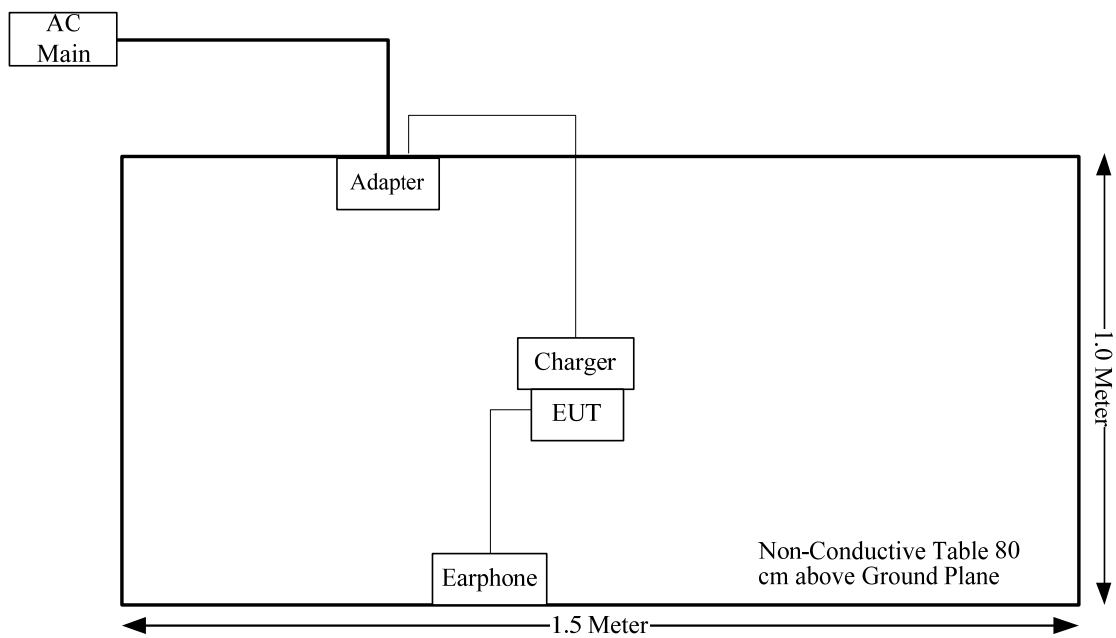 AC
Main
Adapter
Charger
EUT
1.0 Meter
Earphone
Non-Conductive Table 80
cm above Ground Plane
1.5 Meter